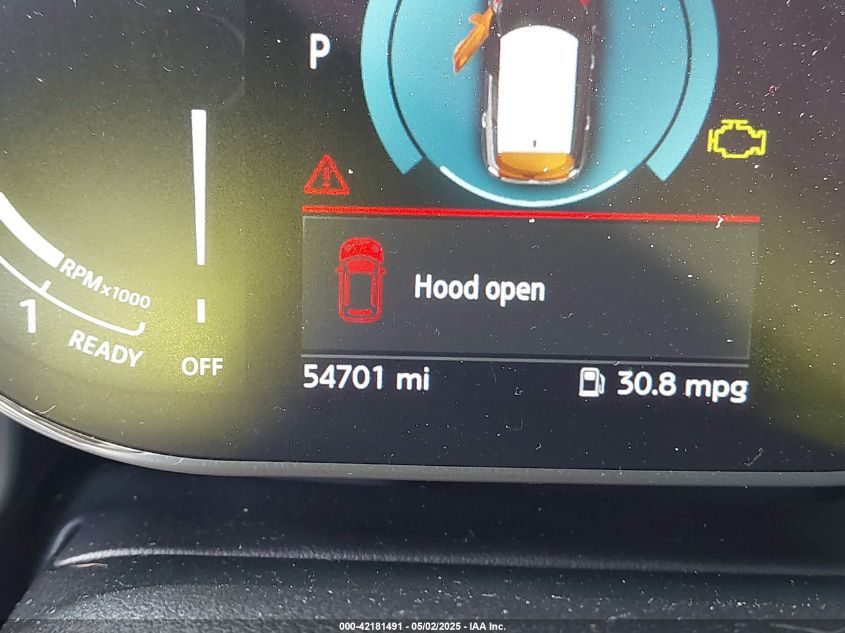 P
RPMx1000
1
READY
OFF
Hood open
54701 mi
30.8 mpg
000-42181491 - 05/02/2025 - IAA Inc.